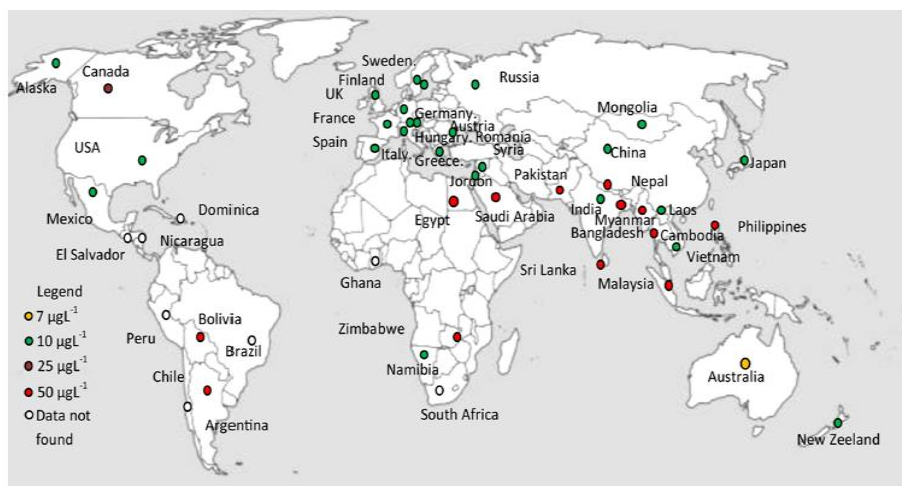 Sweden.
Finland
UK
Canada
Alaska
Russia
Mongolia
Germany.
France
Austria
USA
Spain
Hungary. Romania
Italy.
Greece.
Syria
China
Japan
Jordon
Pakistan
Nepal
Mexico
Dominica
Egypt
Saudi Arabia
India
Laos
Myanmar
Bangladesh
Cambodia
Philippines
El Salvador
Nicaragua
Vietnam
Ghana
Sri Lanka
Malaysia
Legend
7 µgL⁻¹
10 µgL⁻¹
25 µgL⁻¹
50 µgL⁻¹
Data not
found
Bolivia
Peru
Brazil
Zimbabwe
Chile
Namibia
Australia
Argentina
South Africa
New Zeeland